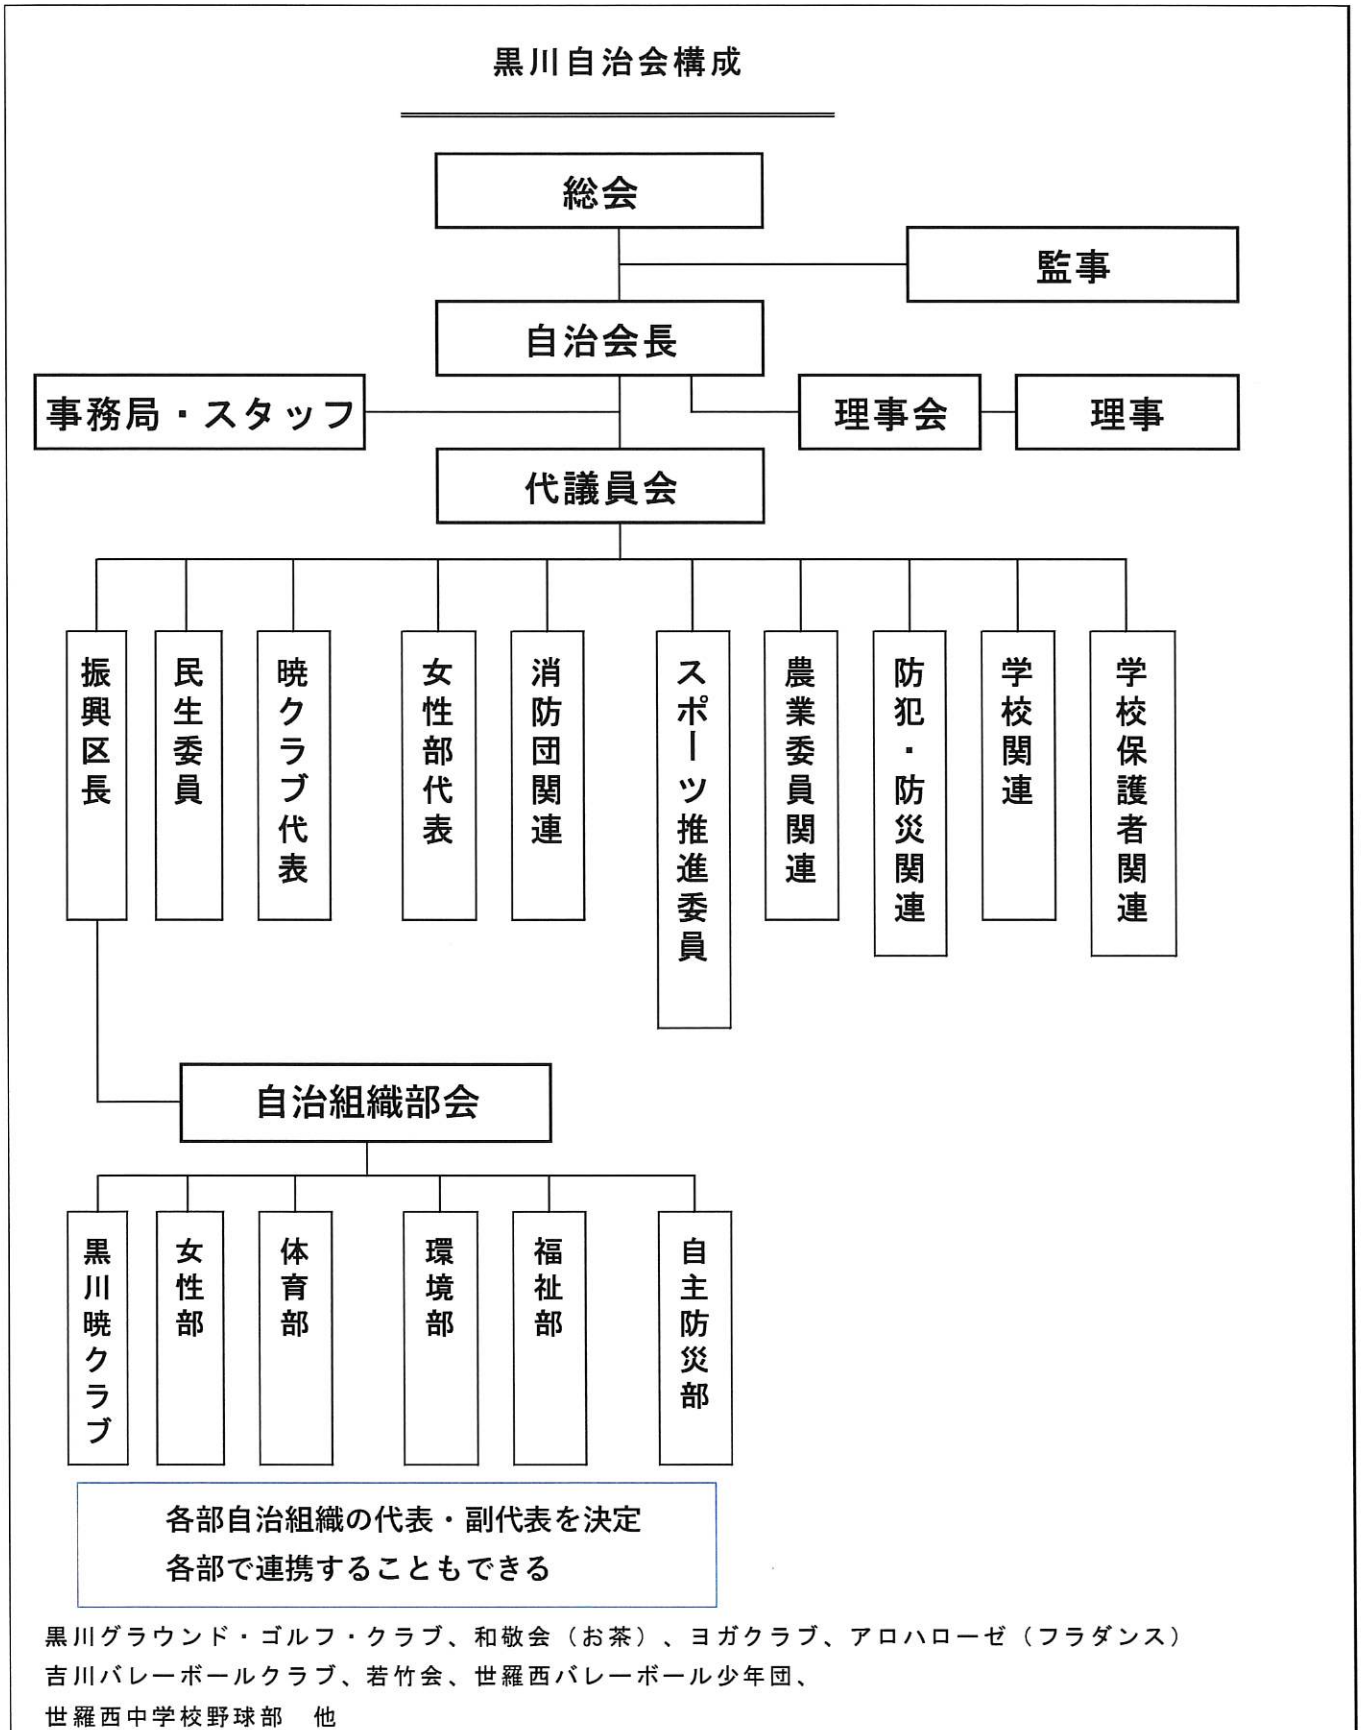 黒川自治会構成
総会
監事
自治会長
事務局・スタッフ
理事会
理事
代議員会
振興区長
民生委員
暁クラブ代表
女性部代表
消防団関連
スポーツ推進委員
農業委員関連
防犯・防災関連
学校関連
学校保護者関連
自治組織部会
黒川暁クラブ
女性部
体育部
環境部
福祉部
自主防災部
各部自治組織の代表・副代表を決定
各部で連携することもできる
黒川グラウンド・ゴルフ・クラブ、和敬会（お茶）、ヨガクラブ、アロハローゼ（フラダンス）
吉川バレーボールクラブ、若竹会、世羅西バレーボール少年団、
世羅西中学校野球部　他